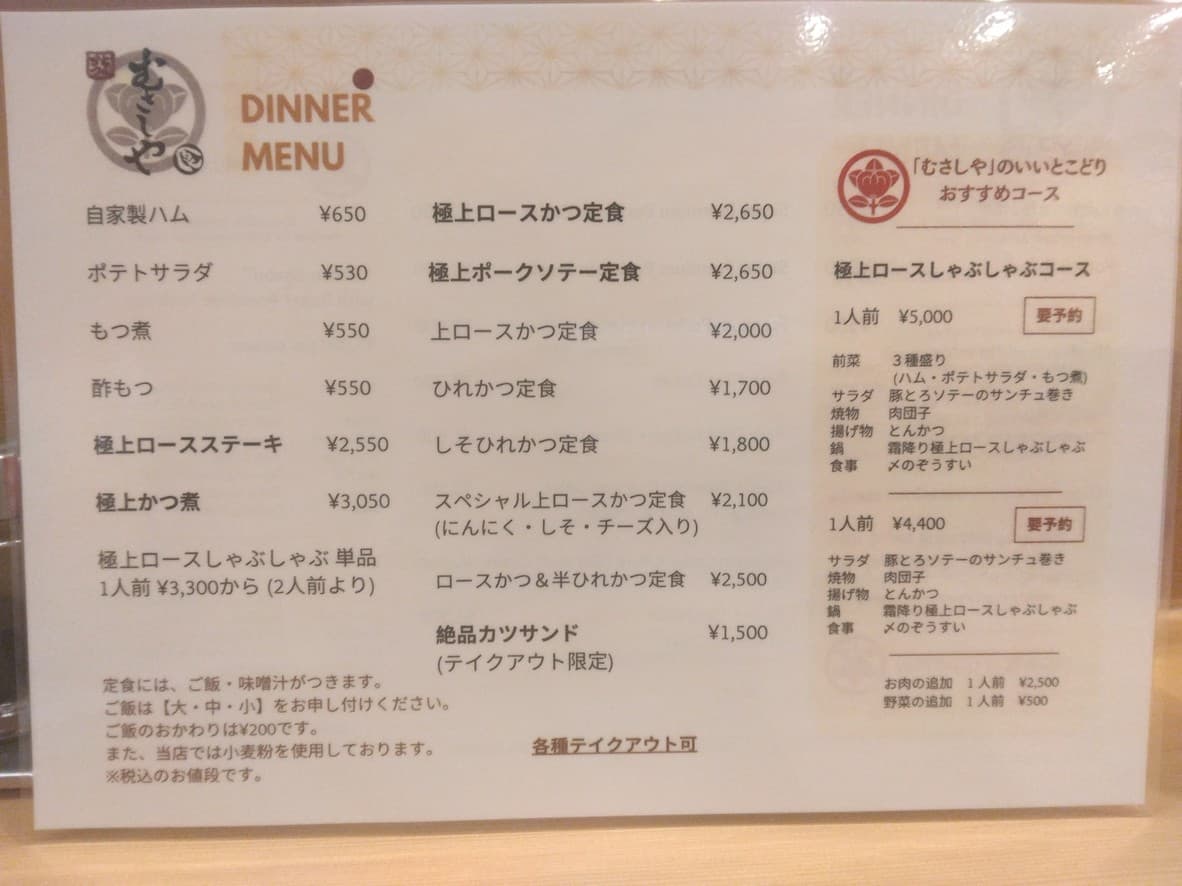 むさしや
DINNER
MENU
自家製ハム ¥650
ポテトサラダ ¥530
もつ煮 ¥550
酢もつ ¥550
極上ロースステーキ ¥2,550
極上かつ煮 ¥3,050
極上ロースしゃぶしゃぶ 単品
1人前 ¥3,300から (2人前より)
定食には、ご飯・味噌汁がつきます。
ご飯は【大・中・小】をお申し付けください。
ご飯のおかわりは¥200です。
また、当店では小麦粉を使用しております。
※税込のお値段です。
極上ロースかつ定食 ¥2,650
極上ポークソテー定食 ¥2,650
上ロースかつ定食 ¥2,000
ひれかつ定食 ¥1,700
しそひれかつ定食 ¥1,800
スペシャル上ロースかつ定食 ¥2,100
(にんにく・しそ・チーズ入り)
ロースかつ＆半ひれかつ定食 ¥2,500
絶品カツサンド ¥1,500
(テイクアウト限定)
各種テイクアウト可
「むさしや」のいいとこどり
おすすめコース
極上ロースしゃぶしゃぶコース
1人前 ¥5,000 要予約
前菜 ３種盛り
(ハム・ポテトサラダ・もつ煮)
サラダ 豚とろソテーのサンチュ巻き
焼物 肉団子
揚げ物 とんかつ
鍋 霜降り極上ロースしゃぶしゃぶ
食事 〆のぞうすい
1人前 ¥4,400 要予約
サラダ 豚とろソテーのサンチュ巻き
焼物 肉団子
揚げ物 とんかつ
鍋 霜降り極上ロースしゃぶしゃぶ
食事 〆のぞうすい
お肉の追加 1人前 ¥2,500
野菜の追加 1人前 ¥500